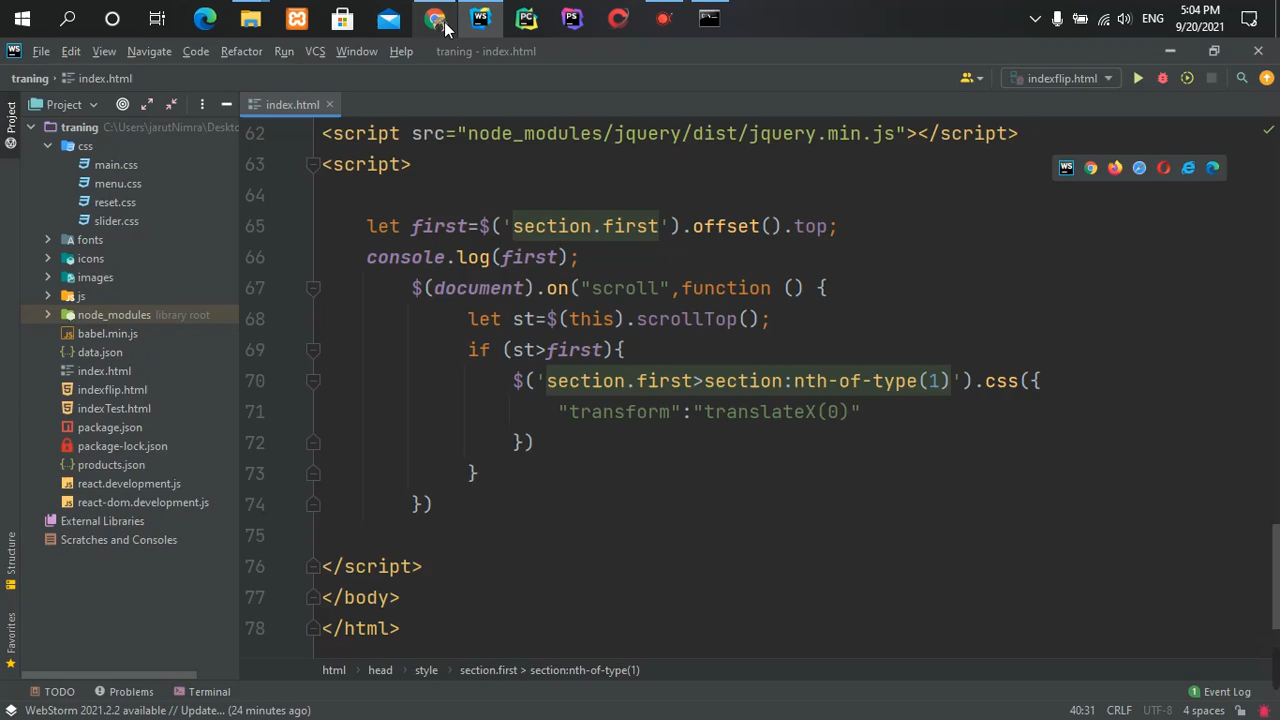 WS
PC
PS
ENG
5:04 PM
9/20/2021
WS File Edit View Navigate Code Refactor Run VCS Window Help traning - index.html
traning index.html
indexflip.html
Project
index.html
Project
traning C:\Users\jarutNimra\Deskto
css
main.css
menu.css
reset.css
slider.css
fonts
icons
images
js
node_modules library root
babel.min.js
data.json
index.html
indexflip.html
indexTest.html
package.json
package-lock.json
products.json
react.development.js
react-dom.development.js
External Libraries
Scratches and Consoles
Structure
Favorites
62 <script src="node_modules/jquery/dist/jquery.min.js"></script>
63 <script>
64
65 let first=$('section.first').offset().top;
66 console.log(first);
67 $(document).on("scroll",function () {
68 let st=$(this).scrollTop();
69 if (st>first){
70 $('section.first>section:nth-of-type(1)').css({
71 "transform":"translateX(0)"
72 })
73 }
74 })
75
76 </script>
77 </body>
78 </html>
html head style section.first > section:nth-of-type(1)
TODO Problems Terminal Event Log
WebStorm 2021.2.2 available // Update... (24 minutes ago) 40:31 CRLF UTF-8 4 spaces